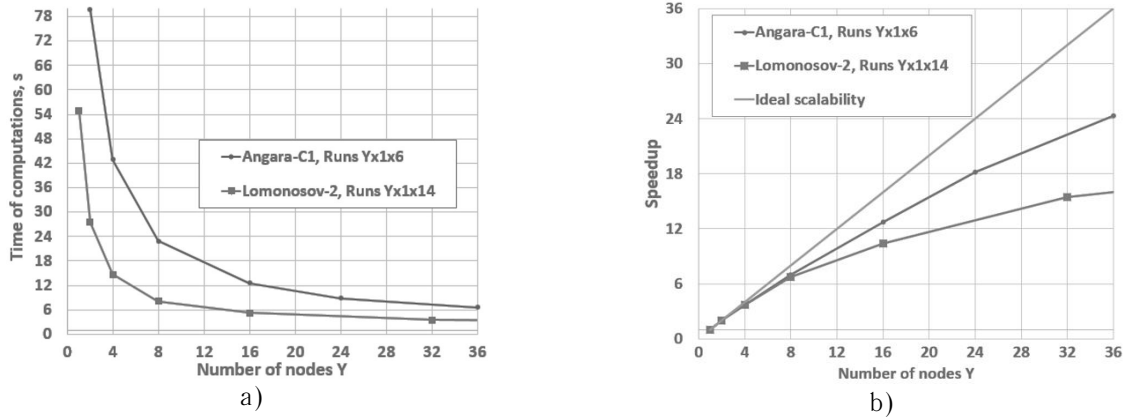 Time of computations, s
78
72
66
60
54
48
42
36
30
24
18
12
6
0
Angara-C1, Runs Yx1x6
Lomonosov-2, Runs Yx1x14
0 4 8 12 16 20 24 28 32 36
Number of nodes Y
a)
Speedup
36
30
24
18
12
6
0
Angara-C1, Runs Yx1x6
Lomonosov-2, Runs Yx1x14
Ideal scalability
0 4 8 12 16 20 24 28 32 36
Number of nodes Y
b)